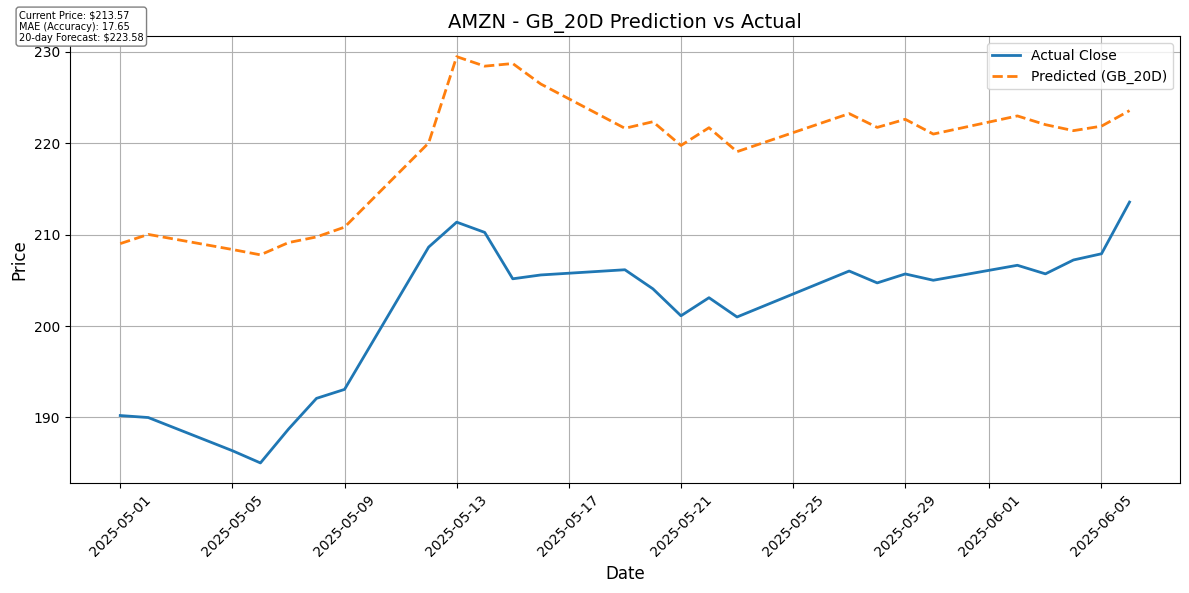 AMZN - GB_20D Prediction vs Actual
Current Price: $213.57
MAE (Accuracy): 17.65
20-day Forecast: $223.58
Actual Close
Predicted (GB_20D)
Price
230
220
210
200
190
2025-05-01
2025-05-05
2025-05-09
2025-05-13
2025-05-17
2025-05-21
2025-05-25
2025-05-29
2025-06-01
2025-06-05
Date